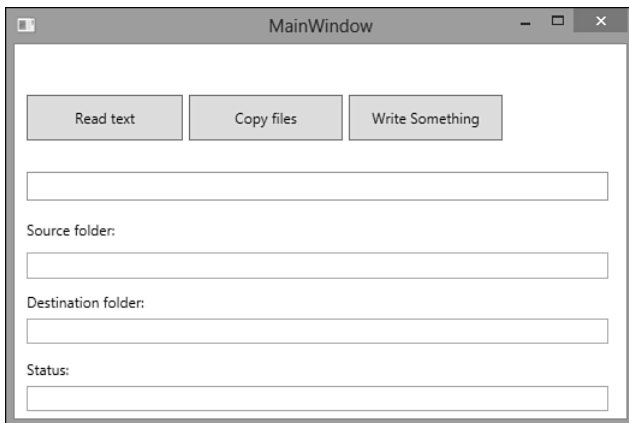 MainWindow
Read text Copy files Write Something
Source folder:
Destination folder:
Status: